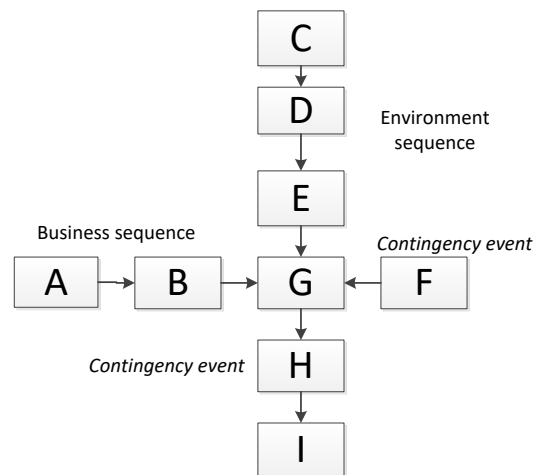 C
D
Environment
sequence
E
Business sequence
Contingency event
A
B
G
F
Contingency event
H
I